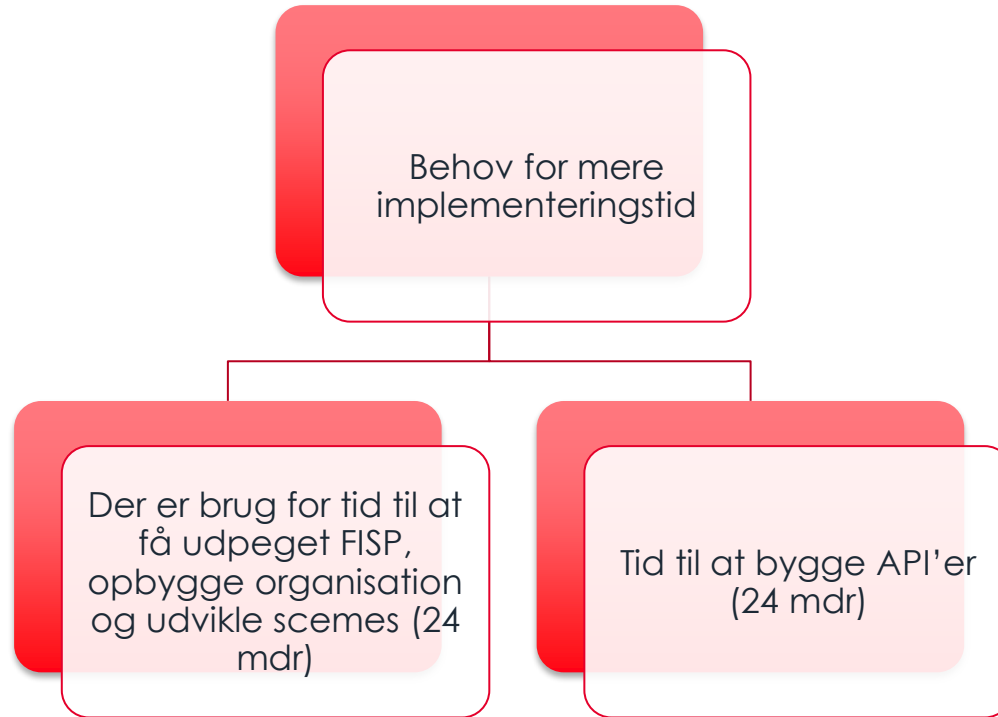 Behov for mere
implementeringstid
Der er brug for tid til at
få udpeget FISP,
opbygge organisation
og udvikle scemes (24
mdr)
Tid til at bygge API’er
(24 mdr)